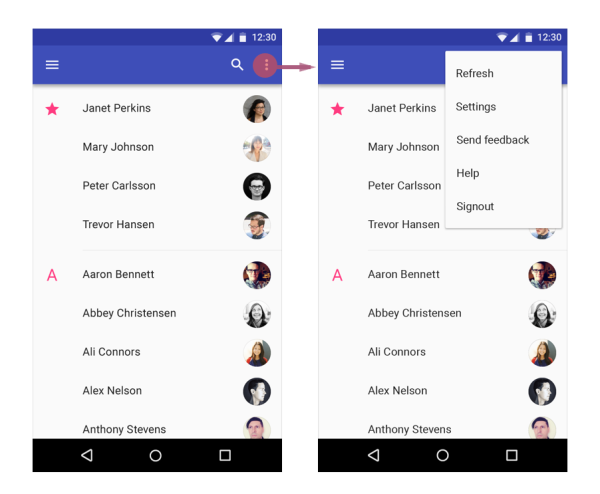 12:30
Janet Perkins
Mary Johnson
Peter Carlsson
Trevor Hansen
A
Aaron Bennett
Abbey Christensen
Ali Connors
Alex Nelson
Anthony Stevens
12:30
Refresh
Settings
Send feedback
Help
Signout
Janet Perkins
Mary Johnson
Peter Carlsson
Trevor Hansen
A
Aaron Bennett
Abbey Christensen
Ali Connors
Alex Nelson
Anthony Stevens